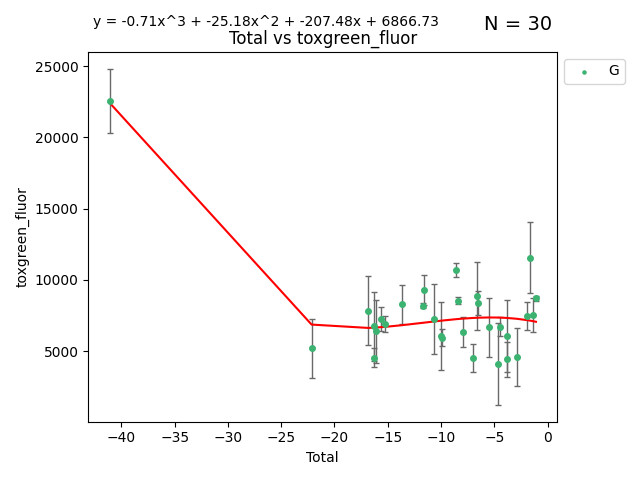 y = -0.71x^3 + -25.18x^2 + -207.48x + 6866.73
N = 30
Total vs toxgreen_fluor
G
25000
20000
15000
10000
5000
toxgreen_fluor
−40 −35 −30 −25 −20 −15 −10 −5 0
Total